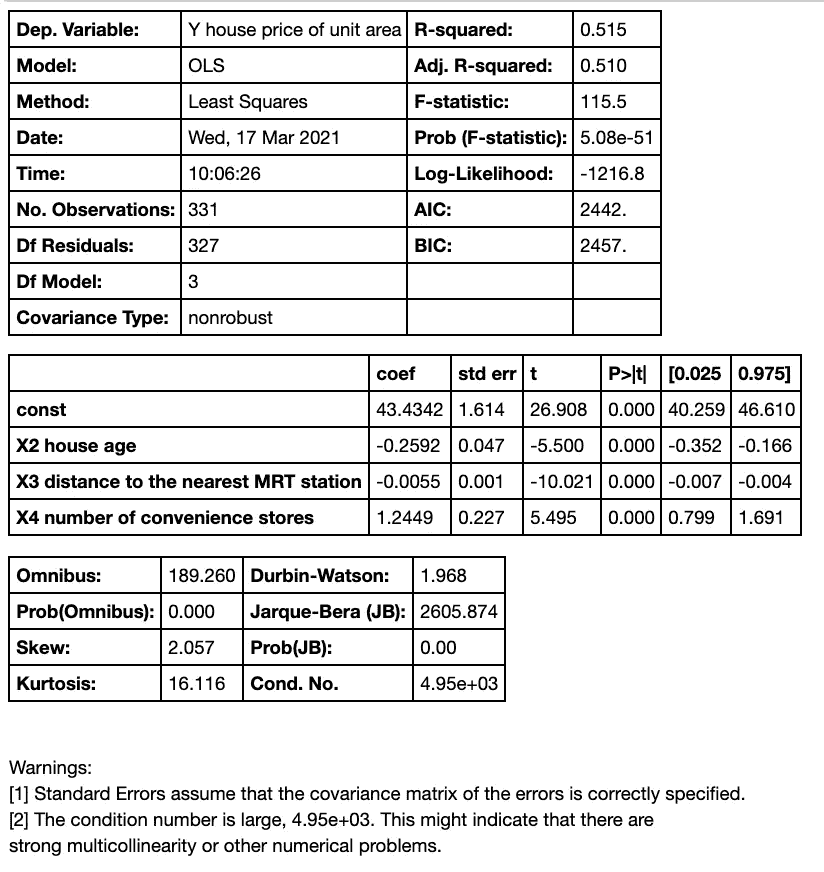 Dep. Variable: Y house price of unit area R-squared: 0.515
Model: OLS Adj. R-squared: 0.510
Method: Least Squares F-statistic: 115.5
Date: Wed, 17 Mar 2021 Prob (F-statistic): 5.08e-51
Time: 10:06:26 Log-Likelihood: -1216.8
No. Observations: 331 AIC: 2442.
Df Residuals: 327 BIC: 2457.
Df Model: 3
Covariance Type: nonrobust
coef std err t P>|t| [0.025 0.975]
const 43.4342 1.614 26.908 0.000 40.259 46.610
X2 house age -0.2592 0.047 -5.500 0.000 -0.352 -0.166
X3 distance to the nearest MRT station -0.0055 0.001 -10.021 0.000 -0.007 -0.004
X4 number of convenience stores 1.2449 0.227 5.495 0.000 0.799 1.691
Omnibus: 189.260 Durbin-Watson: 1.968
Prob(Omnibus): 0.000 Jarque-Bera (JB): 2605.874
Skew: 2.057 Prob(JB): 0.00
Kurtosis: 16.116 Cond. No. 4.95e+03
Warnings:
[1] Standard Errors assume that the covariance matrix of the errors is correctly specified.
[2] The condition number is large, 4.95e+03. This might indicate that there are
strong multicollinearity or other numerical problems.